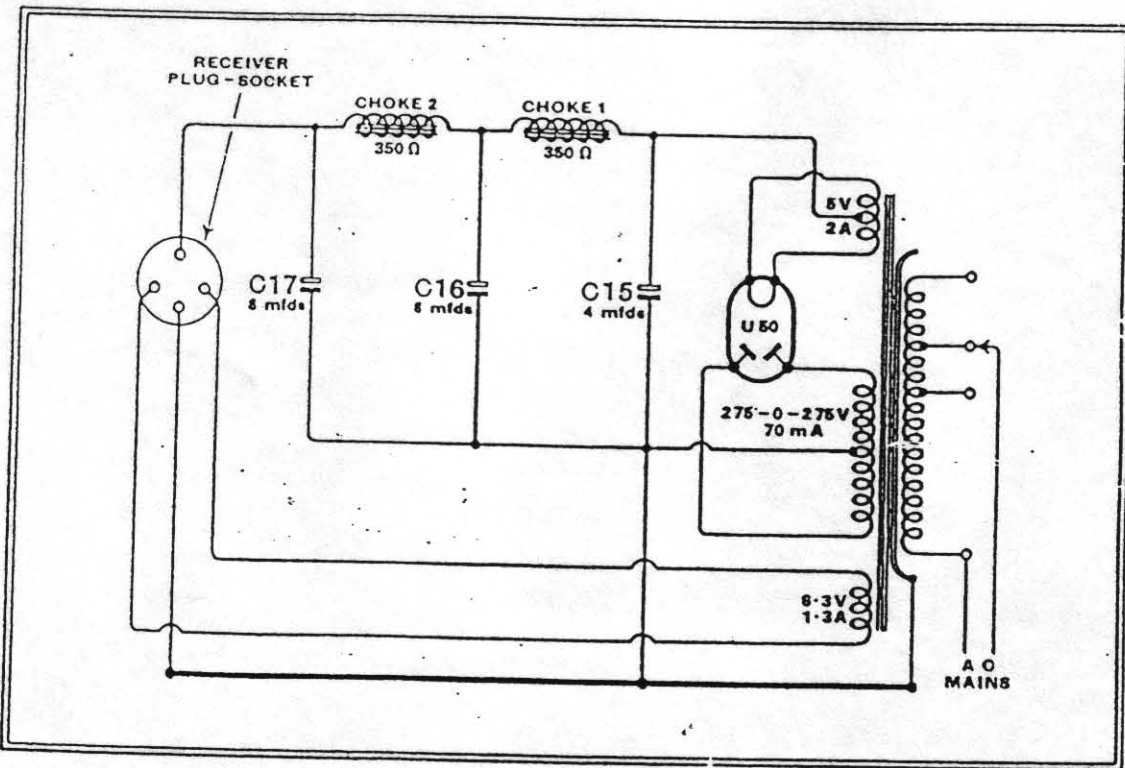 RECEIVER
PLUG-SOCKET
CHOKE 2
350 Ω
CHOKE 1
350 Ω
5V
2A
C17
8 mfds
C16
8 mfds
C15
4 mfds
U 50
275-0-275V
70 mA
6·3V
1·3A
A C
MAINS